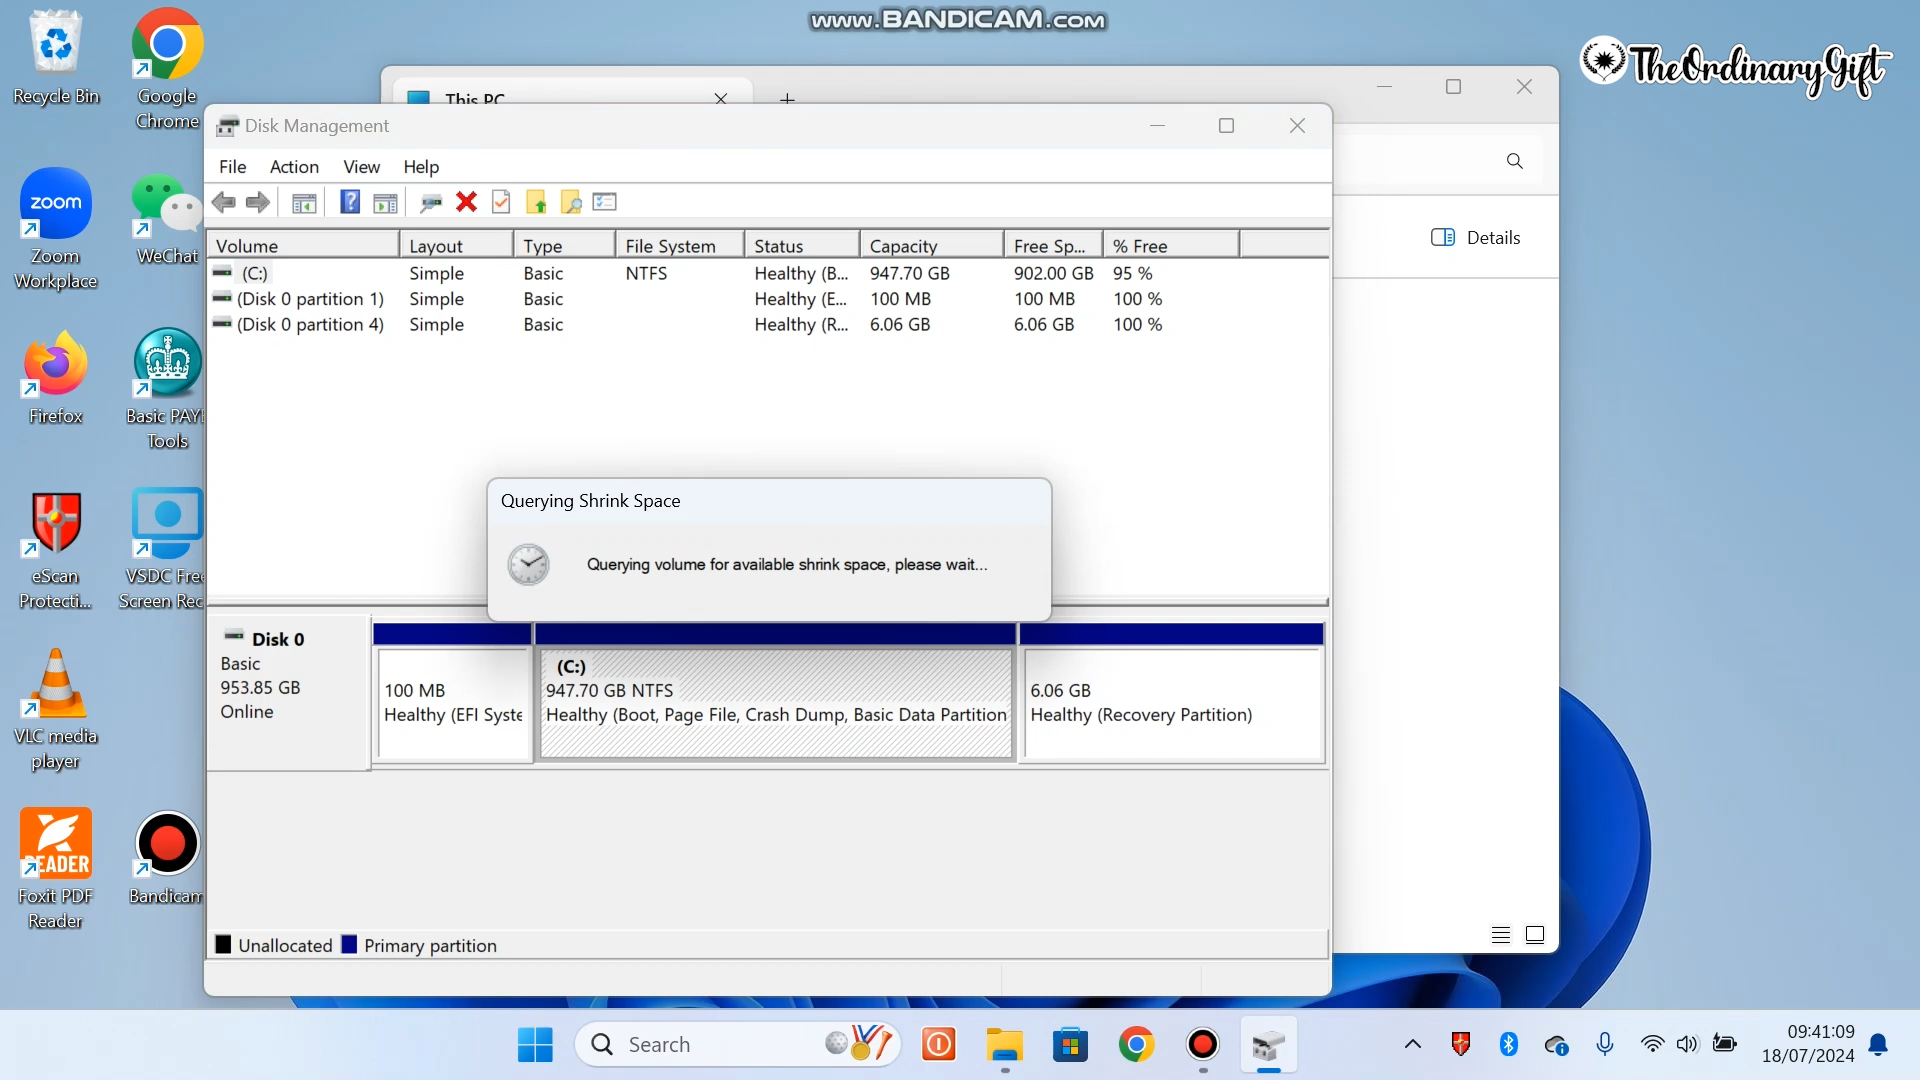 www.BANDICAM.com
TheOrdinaryGift
Recycle Bin
Google
Chrome
zoom
Zoom
Workplace
WeChat
Firefox
Basic PAYE
Tools
eScan
Protecti...
VSDC Free
Screen Rec
VLC media
player
READER
Foxit PDF
Reader
Bandicam
This PC
Details
Disk Management
File Action View Help
Volume Layout Type File System Status Capacity Free Sp... % Free
(C:) Simple Basic NTFS Healthy (B... 947.70 GB 902.00 GB 95 %
(Disk 0 partition 1) Simple Basic Healthy (E... 100 MB 100 MB 100 %
(Disk 0 partition 4) Simple Basic Healthy (R... 6.06 GB 6.06 GB 100 %
Querying Shrink Space
Querying volume for available shrink space, please wait...
Disk 0
Basic
953.85 GB
Online
100 MB
Healthy (EFI Syste
(C:)
947.70 GB NTFS
Healthy (Boot, Page File, Crash Dump, Basic Data Partition
6.06 GB
Healthy (Recovery Partition)
Unallocated Primary partition
Search
09:41:09
18/07/2024